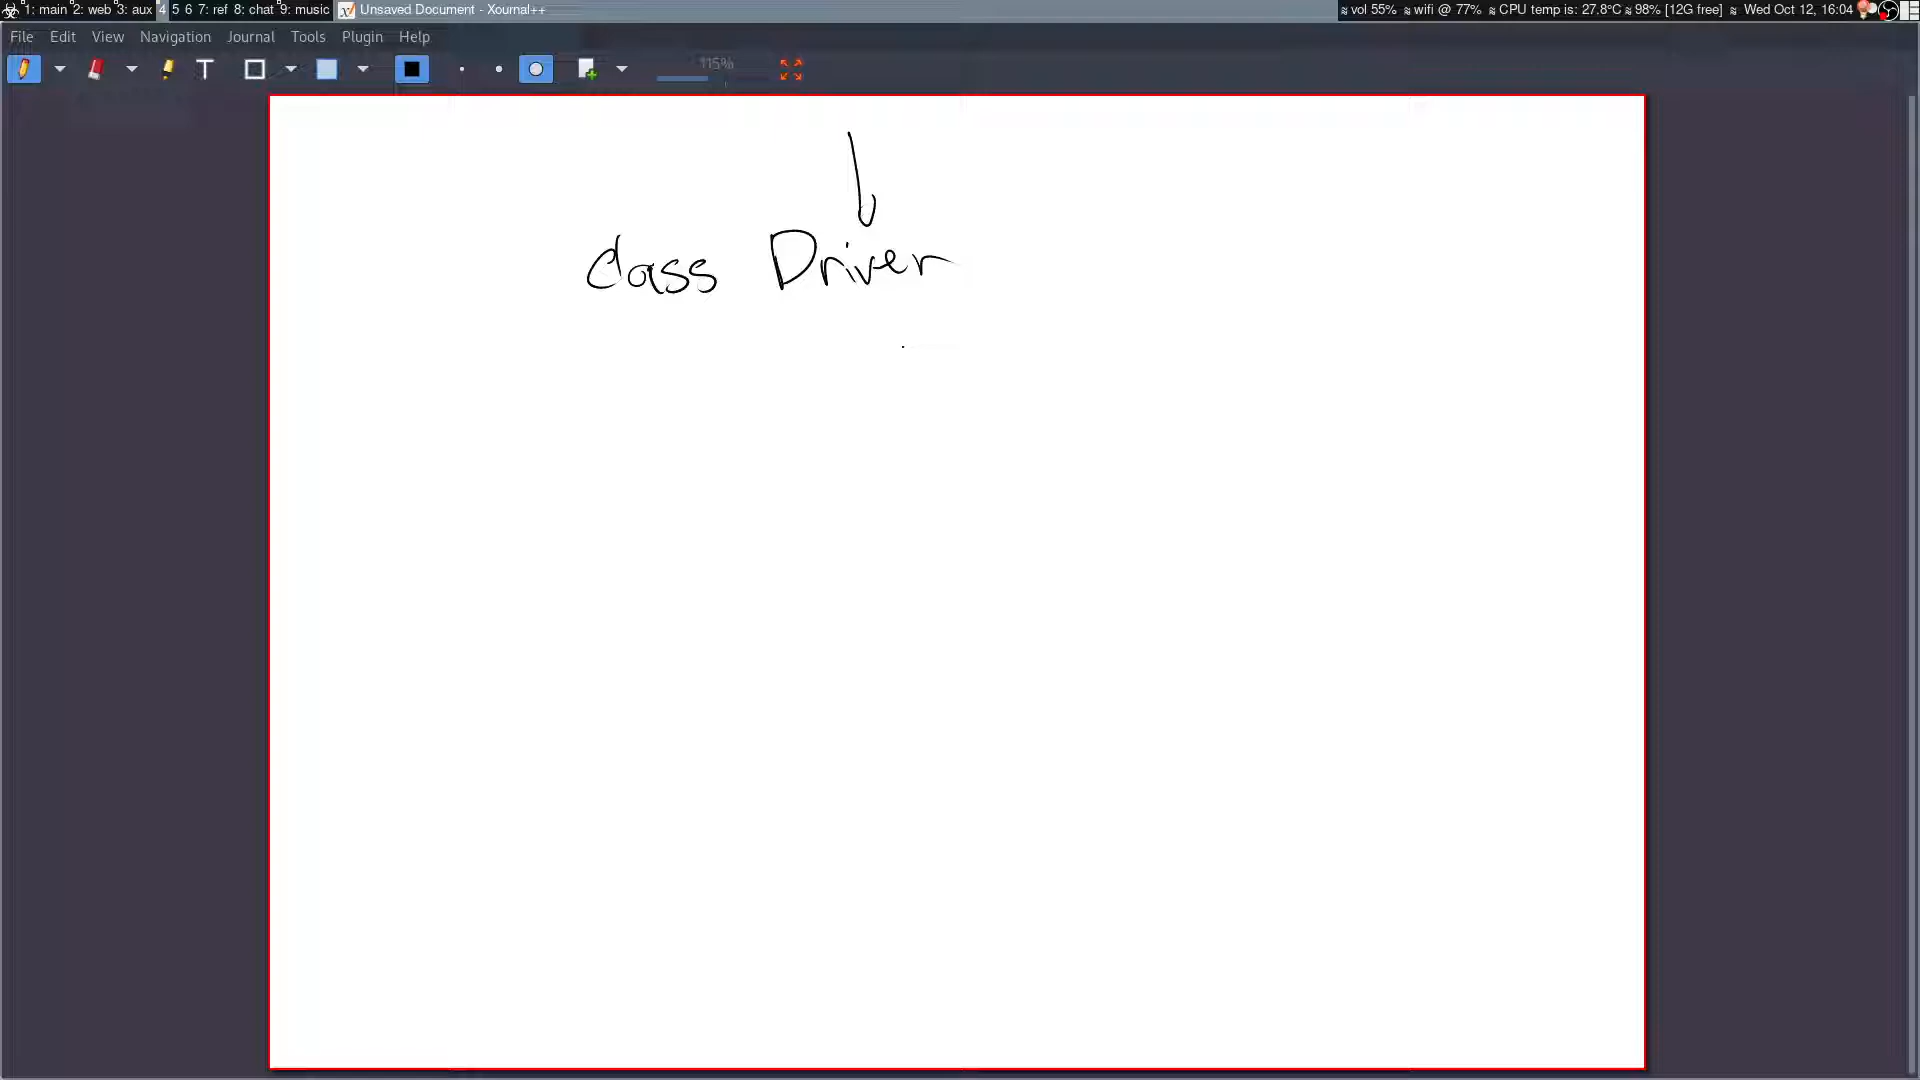 1: main 2: web 3: aux 4 5 6 7: ref 8: chat 9: music Unsaved Document - Xournal++ ≈ vol 55% ≈ wifi @ 77% ≈ CPU temp is: 27.8°C ≈ 98% [12G free] ≈ Wed Oct 12, 16:04
File Edit View Navigation Journal Tools Plugin Help
T 115%
class Driver